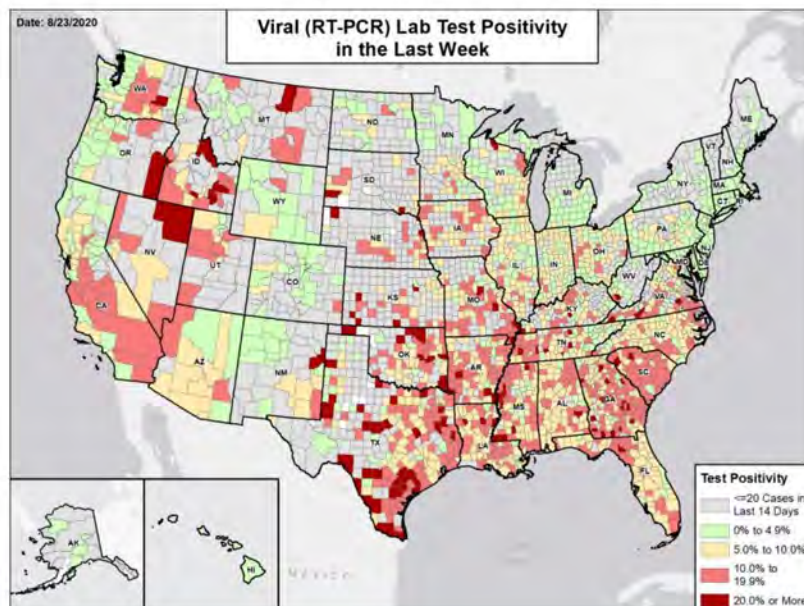 Date: 8/23/2020
Viral (RT-PCR) Lab Test Positivity
in the Last Week
WA
MT
ND
MN
ME
OR
ID
SD
WI
VT
NH
NY
MA
CT
WY
MI
NV
NE
IA
PA
NJ
UT
CO
IL
IN
OH
MD
DE
CA
KS
MO
WV
VA
KY
AZ
NM
OK
TN
NC
AR
SC
TX
MS
AL
GA
LA
FL
AK
HI
México
Test Positivity
<=20 Cases in
Last 14 Days
0% to 4.9%
5.0% to 10.0%
10.0% to
19.9%
20.0% or More